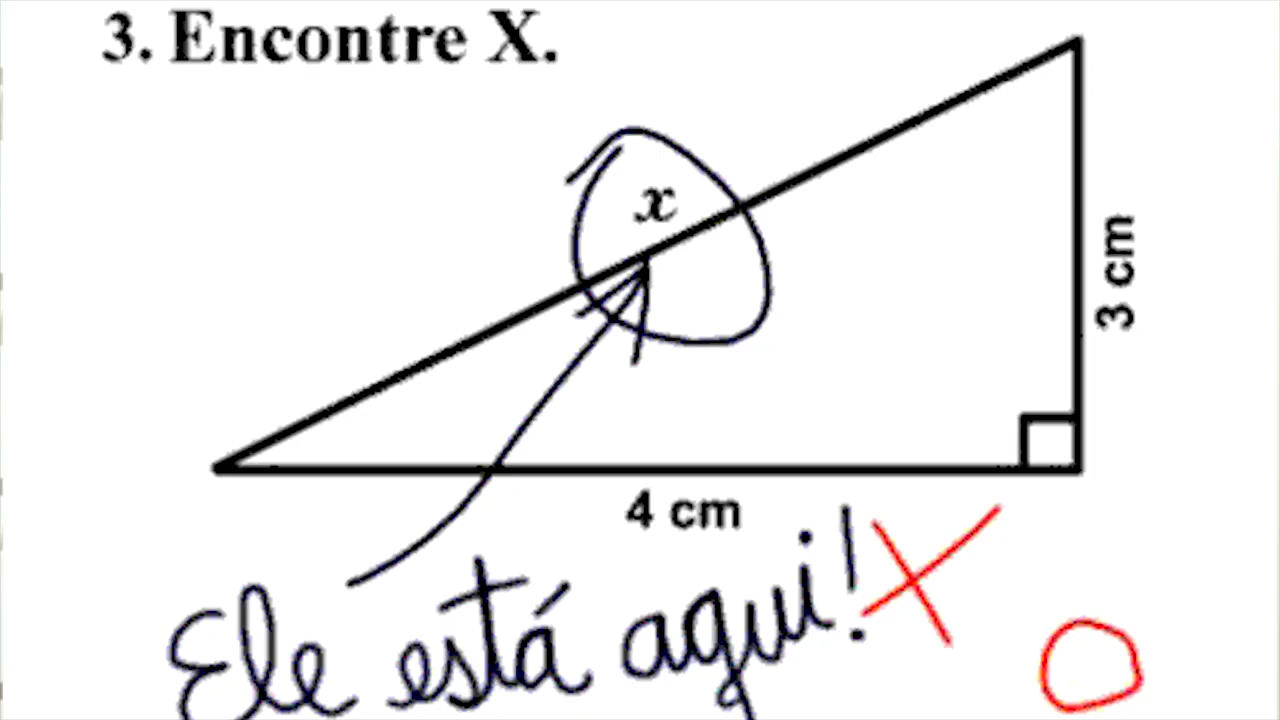 3. Encontre X.
x
3 cm
4 cm
Ele está aqui!
X
O